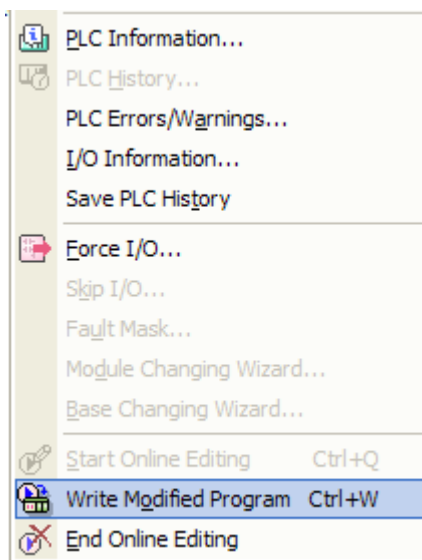 PLC Information...
PLC History...
PLC Errors/Warnings...
I/O Information...
Save PLC History
Force I/O...
Skip I/O...
Fault Mask...
Module Changing Wizard...
Base Changing Wizard...
Start Online Editing Ctrl+Q
Write Modified Program Ctrl+W
End Online Editing